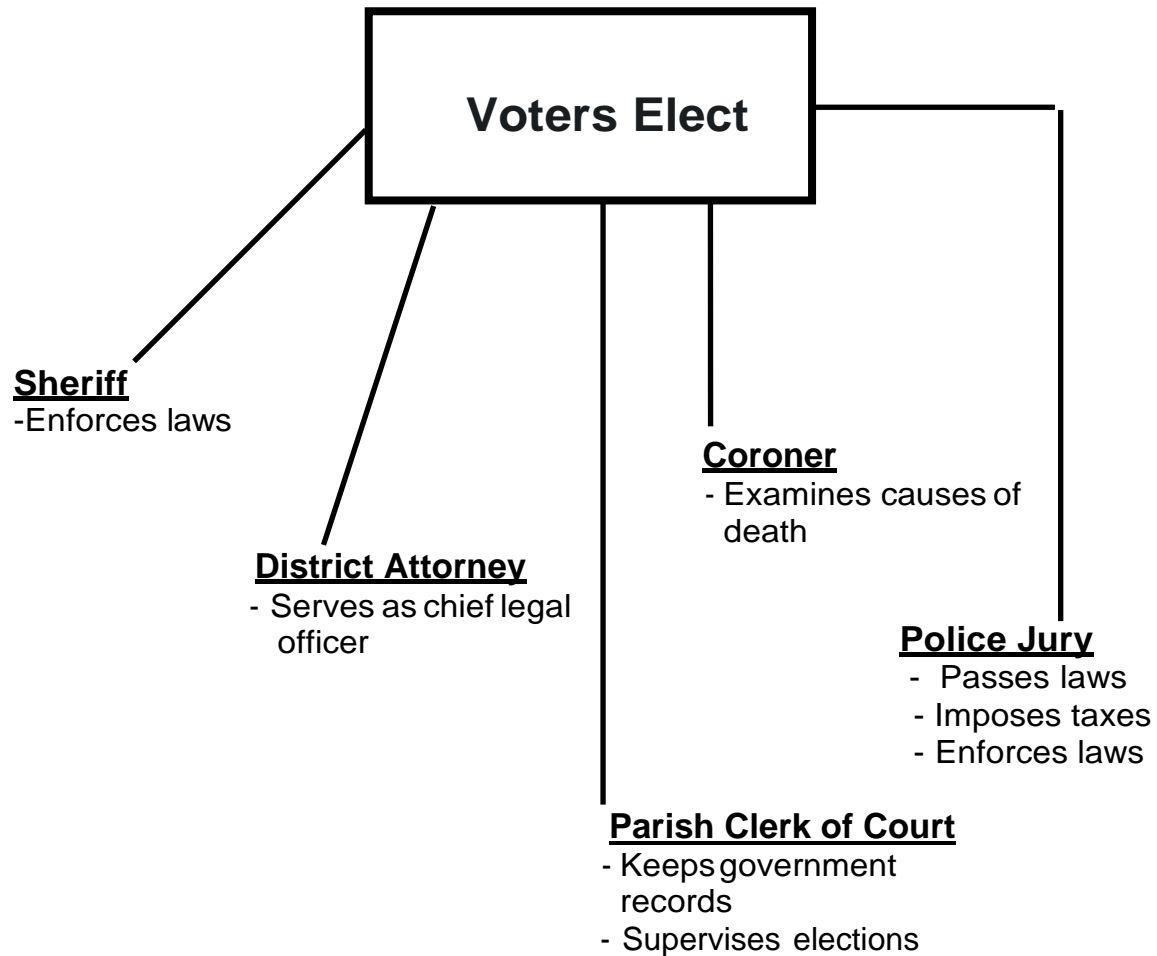 Voters Elect
Sheriff
-Enforces laws
Coroner
- Examines causes of
death
District Attorney
- Serves as chief legal
officer
Police Jury
- Passes laws
- Imposes taxes
- Enforces laws
Parish Clerk of Court
- Keeps government
records
- Supervises elections